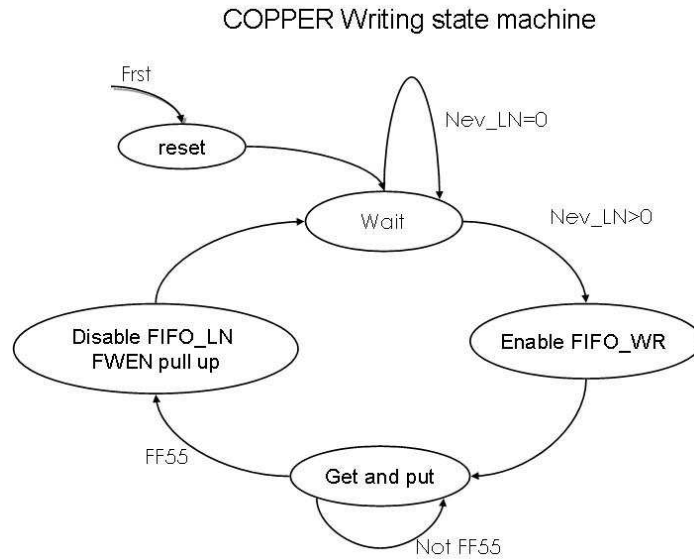 COPPER Writing state machine
Frst
reset
Nev_LN=0
Wait
Nev_LN>0
Disable FIFO_LN
FWEN pull up
Enable FIFO_WR
FF55
Get and put
Not FF55